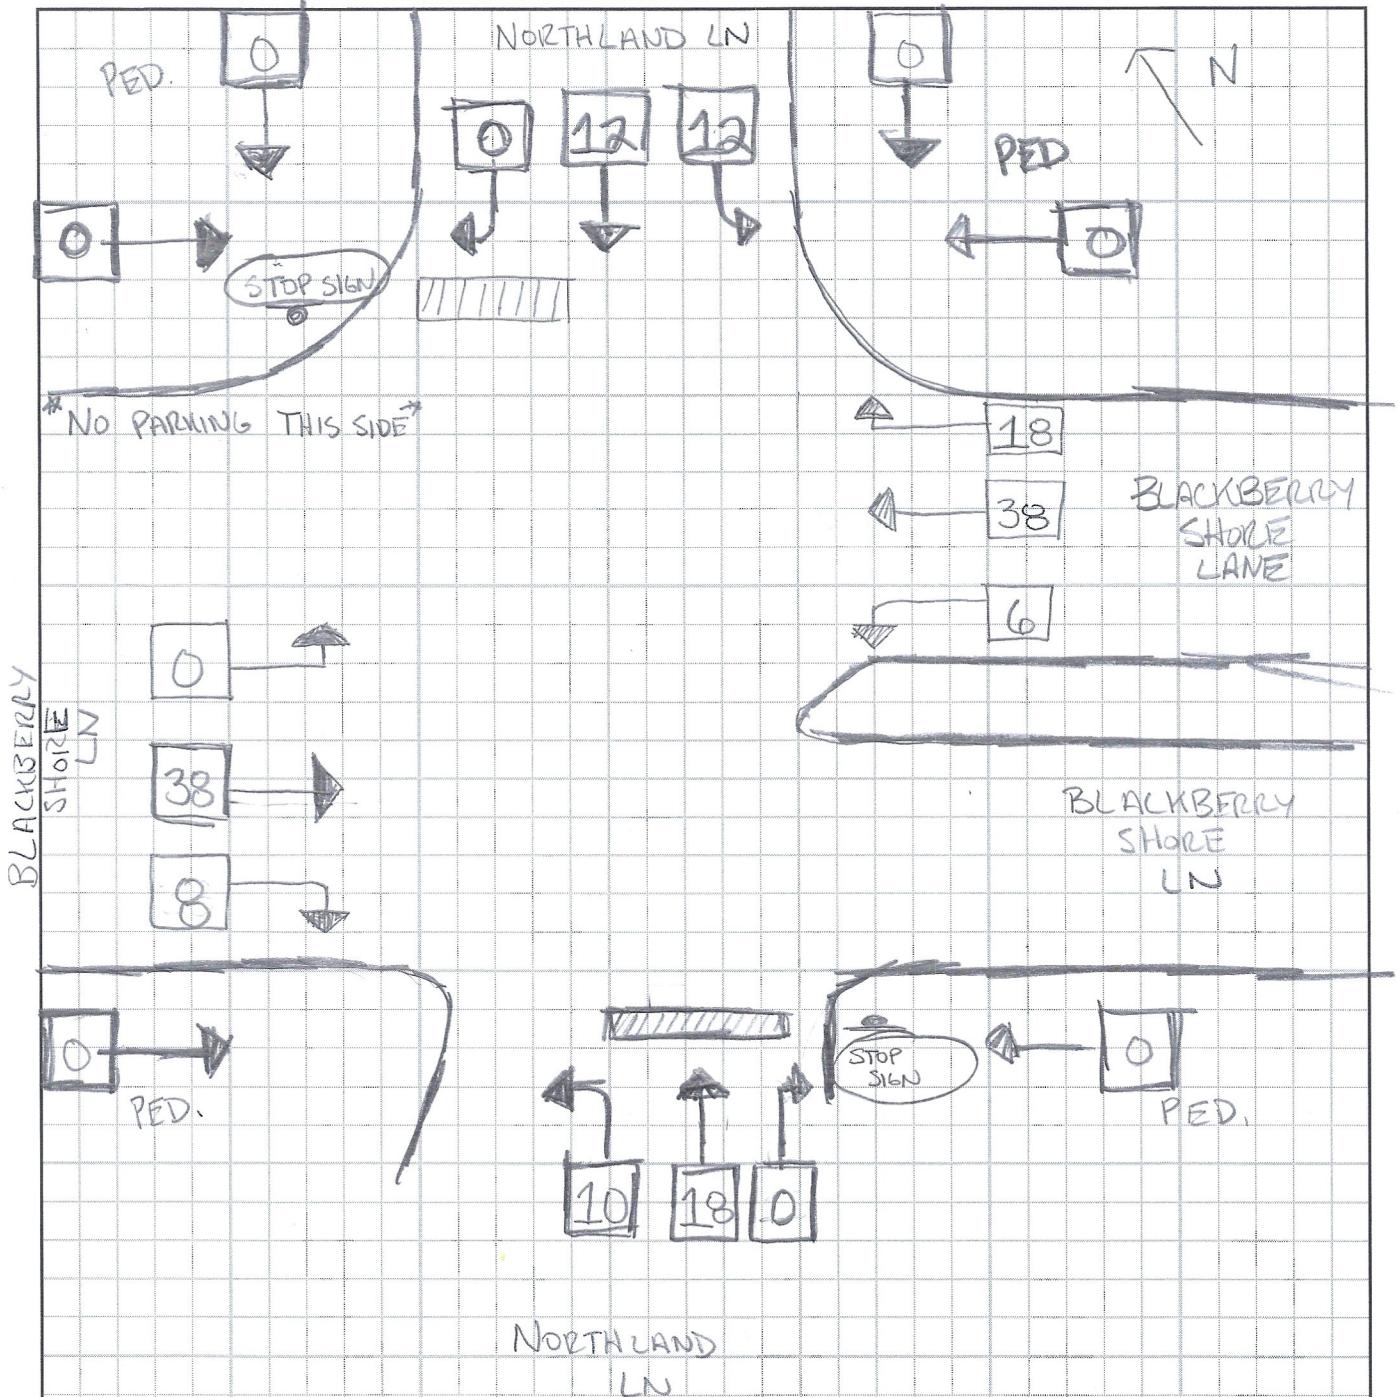 NORTHLAND LN
0
0
PED.
N
0
12
12
PED
0
0
STOP SIGN
* NO PARKING THIS SIDE
18
38
BLACKBERRY
SHORE
LANE
6
0
BLACKBERRY
SHORE
LN
38
BLACKBERRY
SHORE
LN
8
0
PED.
STOP
SIGN
0
PED.
10
18
0
NORTHLAND
LN